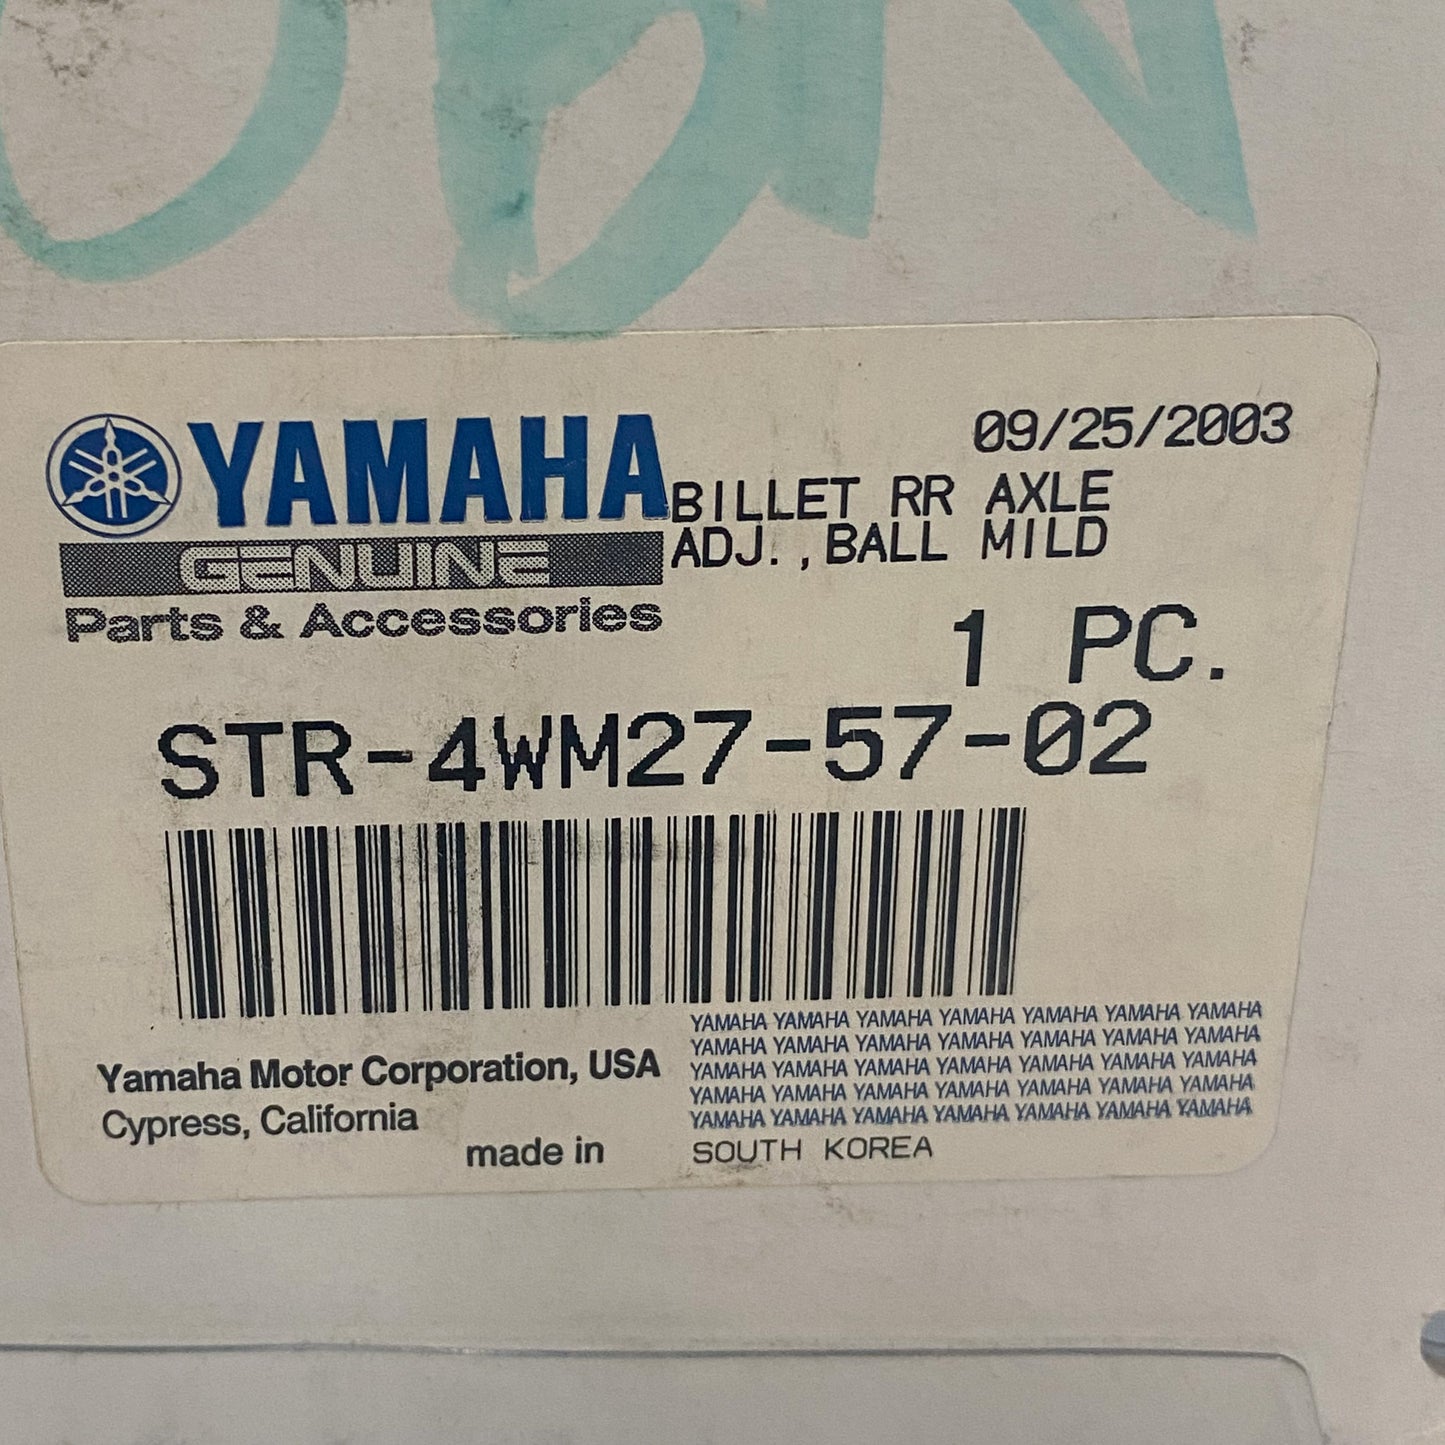 09/25/2003
YAMAHA
BILLET RR AXLE
ADJ.,BALL MILD
GENUINE
Parts & Accessories
1 PC.
STR-4WM27-57-02
YAMAHA YAMAHA YAMAHA YAMAHA YAMAHA YAMAHA YAMAHA
YAMAHA YAMAHA YAMAHA YAMAHA YAMAHA YAMAHA YAMAHA
YAMAHA YAMAHA YAMAHA YAMAHA YAMAHA YAMAHA YAMAHA
YAMAHA YAMAHA YAMAHA YAMAHA YAMAHA YAMAHA YAMAHA
YAMAHA YAMAHA YAMAHA YAMAHA YAMAHA YAMAHA YAMAHA
Yamaha Motor Corporation, USA
Cypress, California
made in SOUTH KOREA